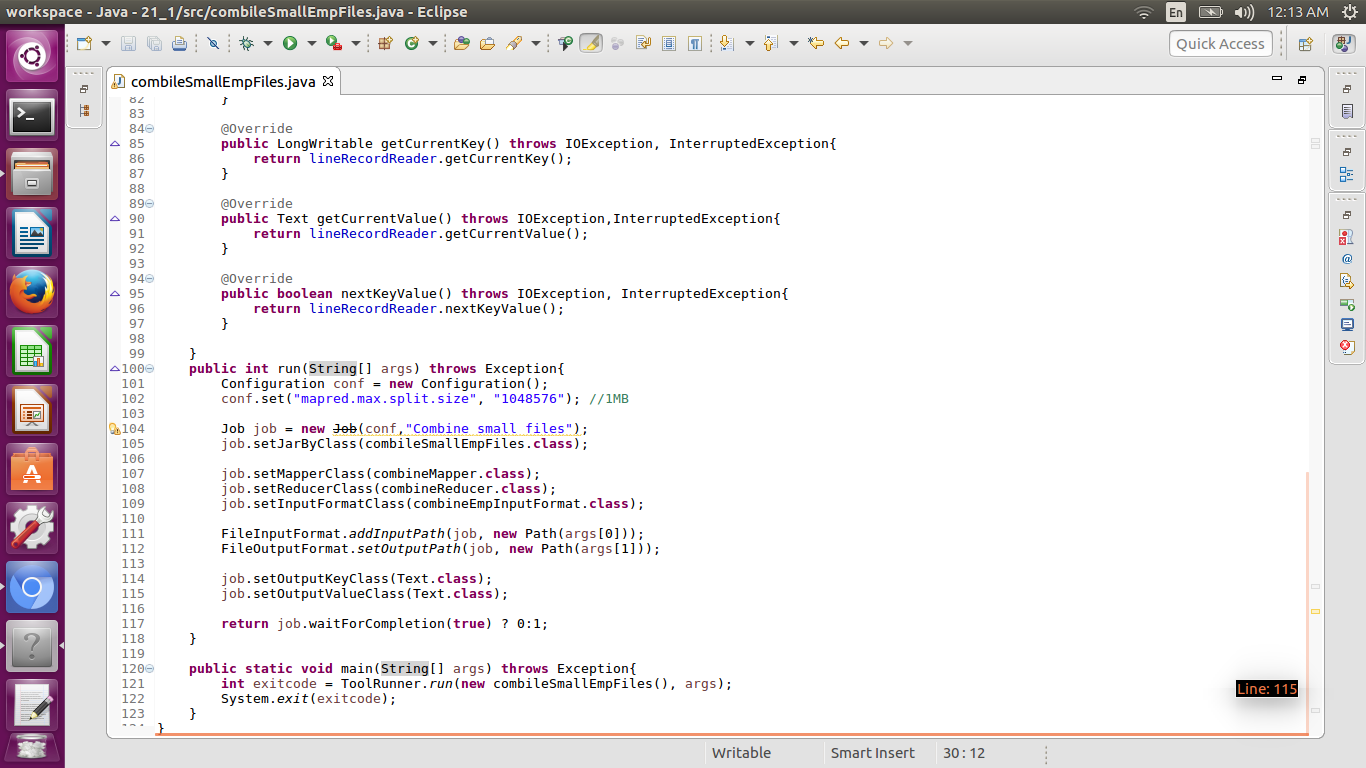 workspace - Java - 21_1/src/combileSmallEmpFiles.java - Eclipse
En
12:13 AM
Quick Access
combileSmallEmpFiles.java
82 }
83
84 @Override
85 public LongWritable getCurrentKey() throws IOException, InterruptedException{
86 return lineRecordReader.getCurrentKey();
87 }
88
89 @Override
90 public Text getCurrentValue() throws IOException,InterruptedException{
91 return lineRecordReader.getCurrentValue();
92 }
93
94 @Override
95 public boolean nextKeyValue() throws IOException, InterruptedException{
96 return lineRecordReader.nextKeyValue();
97 }
98
99 }
100 public int run(String[] args) throws Exception{
101 Configuration conf = new Configuration();
102 conf.set("mapred.max.split.size", "1048576"); //1MB
103
104 Job job = new Job(conf,"Combine small files");
105 job.setJarByClass(combileSmallEmpFiles.class);
106
107 job.setMapperClass(combineMapper.class);
108 job.setReducerClass(combineReducer.class);
109 job.setInputFormatClass(combineEmpInputFormat.class);
110
111 FileInputFormat.addInputPath(job, new Path(args[0]));
112 FileOutputFormat.setOutputPath(job, new Path(args[1]));
113
114 job.setOutputKeyClass(Text.class);
115 job.setOutputValueClass(Text.class);
116
117 return job.waitForCompletion(true) ? 0:1;
118 }
119
120 public static void main(String[] args) throws Exception{
121 int exitcode = ToolRunner.run(new combileSmallEmpFiles(), args);
122 System.exit(exitcode);
123 }
124 }
Line: 115
Writable
Smart Insert
30 : 12